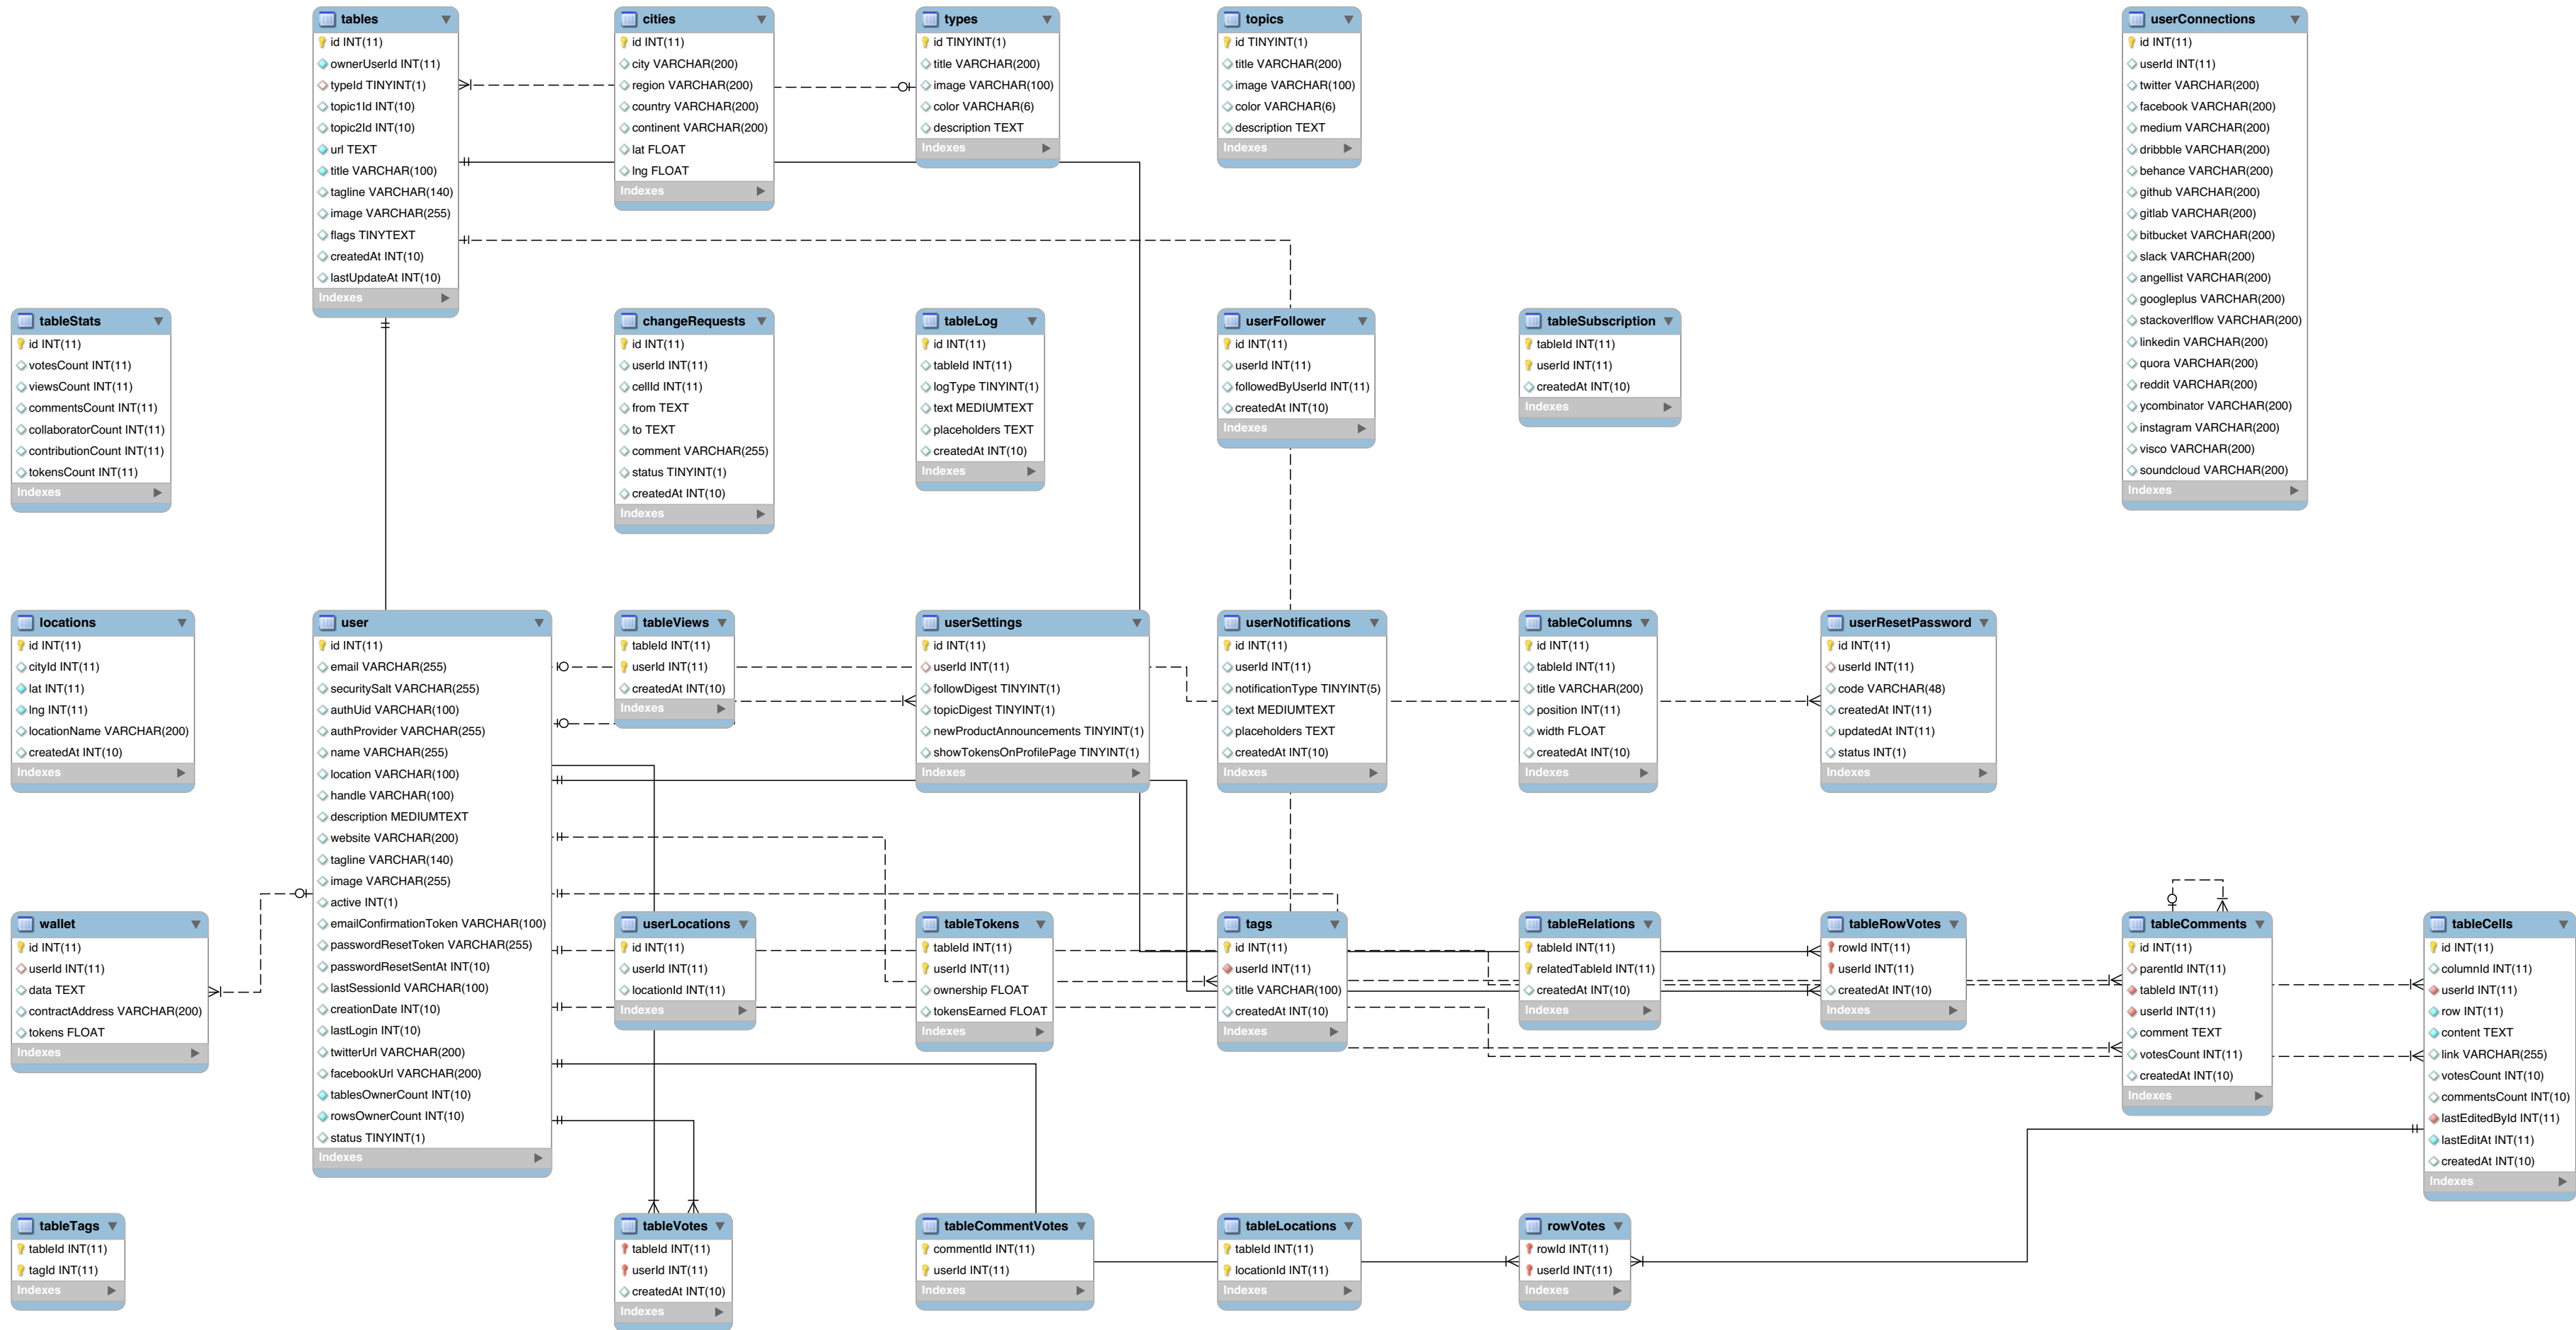 tables
id INT(11)
ownerUserId INT(11)
typeId TINYINT(1)
topic1Id INT(10)
topic2Id INT(10)
url TEXT
title VARCHAR(100)
tagline VARCHAR(140)
image VARCHAR(255)
flags TINYTEXT
createdAt INT(10)
lastUpdateAt INT(10)
Indexes
cities
id INT(11)
city VARCHAR(200)
region VARCHAR(200)
country VARCHAR(200)
continent VARCHAR(200)
lat FLOAT
lng FLOAT
Indexes
types
id TINYINT(1)
title VARCHAR(200)
image VARCHAR(100)
color VARCHAR(6)
description TEXT
Indexes
topics
id TINYINT(1)
title VARCHAR(200)
image VARCHAR(100)
color VARCHAR(6)
description TEXT
Indexes
userConnections
id INT(11)
userId INT(11)
twitter VARCHAR(200)
facebook VARCHAR(200)
medium VARCHAR(200)
dribbble VARCHAR(200)
behance VARCHAR(200)
github VARCHAR(200)
gitlab VARCHAR(200)
bitbucket VARCHAR(200)
slack VARCHAR(200)
angellist VARCHAR(200)
googleplus VARCHAR(200)
stackoverlflow VARCHAR(200)
linkedin VARCHAR(200)
quora VARCHAR(200)
reddit VARCHAR(200)
ycombinator VARCHAR(200)
instagram VARCHAR(200)
visco VARCHAR(200)
soundcloud VARCHAR(200)
Indexes
tableStats
id INT(11)
votesCount INT(11)
viewsCount INT(11)
commentsCount INT(11)
collaboratorCount INT(11)
contributionCount INT(11)
tokensCount INT(11)
Indexes
changeRequests
id INT(11)
userId INT(11)
cellId INT(11)
from TEXT
to TEXT
comment VARCHAR(255)
status TINYINT(1)
createdAt INT(10)
Indexes
tableLog
id INT(11)
tableId INT(11)
logType TINYINT(1)
text MEDIUMTEXT
placeholders TEXT
createdAt INT(10)
Indexes
userFollower
id INT(11)
userId INT(11)
followedByUserId INT(11)
createdAt INT(10)
Indexes
tableSubscription
tableId INT(11)
userId INT(11)
createdAt INT(10)
Indexes
locations
id INT(11)
cityId INT(11)
lat INT(11)
lng INT(11)
locationName VARCHAR(200)
createdAt INT(10)
Indexes
user
id INT(11)
email VARCHAR(255)
securitySalt VARCHAR(255)
authUid VARCHAR(100)
authProvider VARCHAR(255)
name VARCHAR(255)
location VARCHAR(100)
handle VARCHAR(100)
description MEDIUMTEXT
website VARCHAR(200)
tagline VARCHAR(140)
image VARCHAR(255)
active INT(1)
emailConfirmationToken VARCHAR(100)
passwordResetToken VARCHAR(255)
passwordResetSentAt INT(10)
lastSessionId VARCHAR(100)
creationDate INT(10)
lastLogin INT(10)
twitterUrl VARCHAR(200)
facebookUrl VARCHAR(200)
tablesOwnerCount INT(10)
rowsOwnerCount INT(10)
status TINYINT(1)
Indexes
tableViews
tableId INT(11)
userId INT(11)
createdAt INT(10)
Indexes
userSettings
id INT(11)
userId INT(11)
followDigest TINYINT(1)
topicDigest TINYINT(1)
newProductAnnouncements TINYINT(1)
showTokensOnProfilePage TINYINT(1)
Indexes
userNotifications
id INT(11)
userId INT(11)
notificationType TINYINT(5)
text MEDIUMTEXT
placeholders TEXT
createdAt INT(10)
Indexes
tableColumns
id INT(11)
tableId INT(11)
title VARCHAR(200)
position INT(11)
width FLOAT
createdAt INT(10)
Indexes
userResetPassword
id INT(11)
userId INT(11)
code VARCHAR(48)
createdAt INT(11)
updatedAt INT(11)
status INT(1)
Indexes
wallet
id INT(11)
userId INT(11)
data TEXT
contractAddress VARCHAR(200)
tokens FLOAT
Indexes
userLocations
id INT(11)
userId INT(11)
locationId INT(11)
Indexes
tableTokens
tableId INT(11)
userId INT(11)
ownership FLOAT
tokensEarned FLOAT
Indexes
tags
id INT(11)
userId INT(11)
title VARCHAR(100)
createdAt INT(10)
Indexes
tableRelations
tableId INT(11)
relatedTableId INT(11)
createdAt INT(10)
Indexes
tableRowVotes
rowId INT(11)
userId INT(11)
createdAt INT(10)
Indexes
tableComments
id INT(11)
parentId INT(11)
tableId INT(11)
userId INT(11)
comment TEXT
votesCount INT(11)
createdAt INT(10)
Indexes
tableCells
id INT(11)
columnId INT(11)
userId INT(11)
row INT(11)
content TEXT
link VARCHAR(255)
votesCount INT(10)
commentsCount INT(10)
lastEditedById INT(11)
lastEditAt INT(11)
createdAt INT(10)
Indexes
tableTags
tableId INT(11)
tagId INT(11)
Indexes
tableVotes
tableId INT(11)
userId INT(11)
createdAt INT(10)
Indexes
tableCommentVotes
commentId INT(11)
userId INT(11)
Indexes
tableLocations
tableId INT(11)
locationId INT(11)
Indexes
rowVotes
rowId INT(11)
userId INT(11)
Indexes